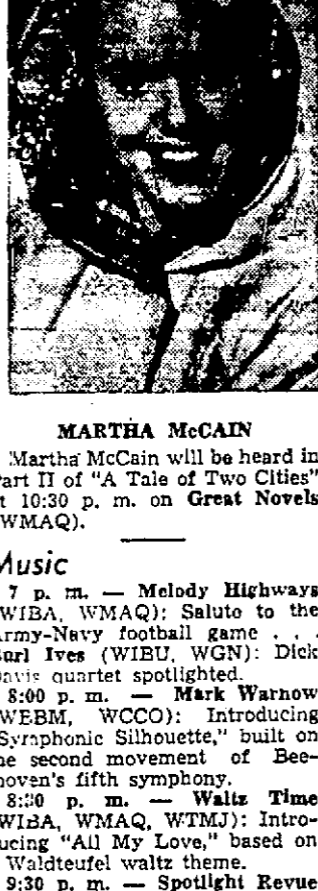 MARTHA McCAIN
Martha McCain will be heard in
art II of "A Tale of Two Cities"
t 10:30 p. m. on Great Novels
WMAQ).
Music
7 p. m. — Melody Highways
WIBA, WMAQ): Salute to the
rmy-Navy football game . . .
url Ives (WIBU, WGN): Dick
avis quartet spotlighted.
8:00 p. m. — Mark Warnow
WBBM, WCCO): Introducing
Symphonic Silhouette," built on
he second movement of Bee-
hoven's fifth symphony.
8:30 p. m. — Waltz Time
WIBA, WMAQ, WTMJ): Intro-
ucing "All My Love," based on
Waldteufel waltz theme.
9:30 p. m. — Spotlight Revue